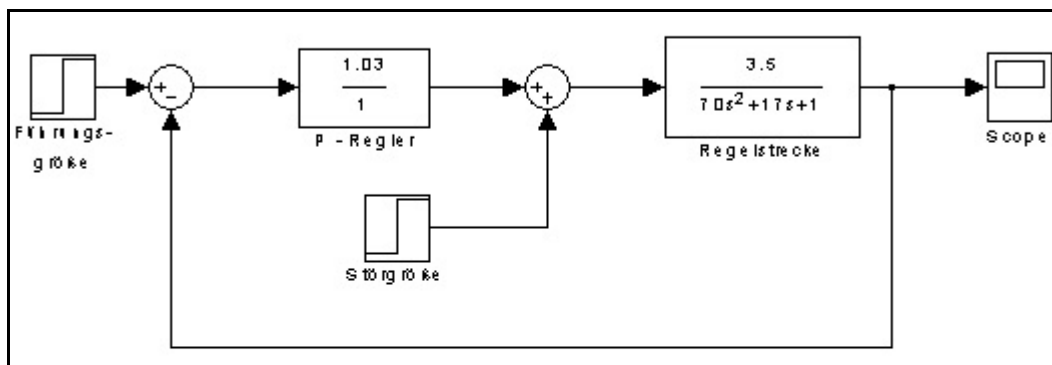 Führungs-
größe
+
−
1.03
1
P - Regler
Störgröße
+
+
3.5
70s²+17s+1
Regelstrecke
Scope